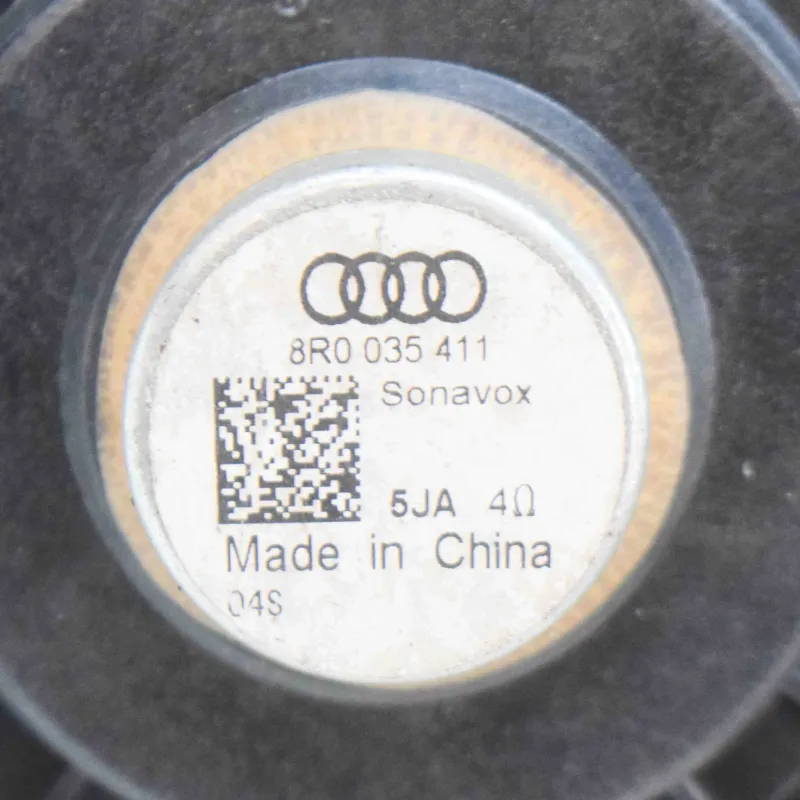 8R0 035 411
Sonavox
5JA 4Ω
Made in China
04S